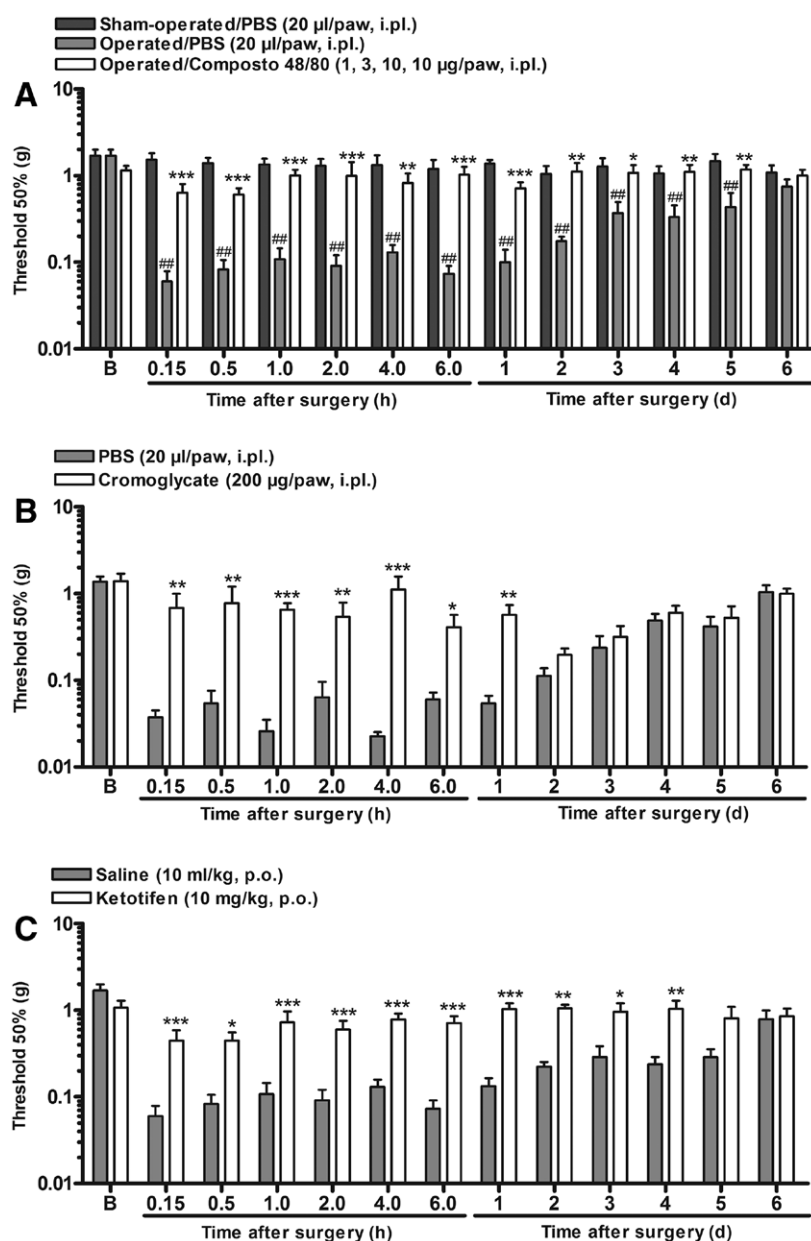 Sham-operated/PBS (20 µl/paw, i.pl.)
Operated/PBS (20 µl/paw, i.pl.)
Operated/Composto 48/80 (1, 3, 10, 10 µg/paw, i.pl.)
A
Threshold 50% (g)
10
1
0.1
0.01
*** *** *** *** ** *** *** ** * ** **
## ## ## ## ## ## ## ## ## ## ##
B 0.15 0.5 1.0 2.0 4.0 6.0 1 2 3 4 5 6
Time after surgery (h) Time after surgery (d)
PBS (20 µl/paw, i.pl.)
Cromoglycate (200 µg/paw, i.pl.)
B
Threshold 50% (g)
10
1
0.1
0.01
** ** *** ** *** * **
B 0.15 0.5 1.0 2.0 4.0 6.0 1 2 3 4 5 6
Time after surgery (h) Time after surgery (d)
Saline (10 ml/kg, p.o.)
Ketotifen (10 mg/kg, p.o.)
C
Threshold 50% (g)
10
1
0.1
0.01
*** * *** *** *** *** *** ** * **
B 0.15 0.5 1.0 2.0 4.0 6.0 1 2 3 4 5 6
Time after surgery (h) Time after surgery (d)